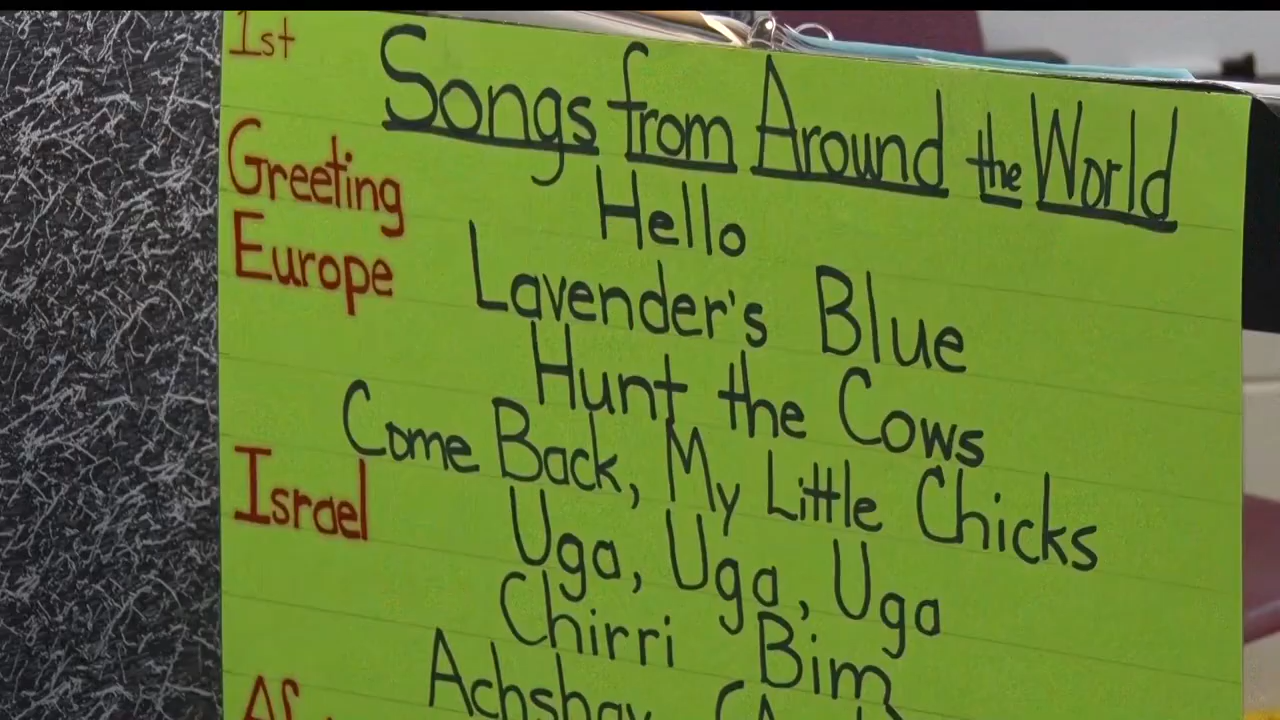 1st
Songs from Around the World
Greeting Hello
Europe Lavender's Blue
Hunt the Cows
Come Back, My Little Chicks
Israel Uga, Uga, Uga
Chirri Bim